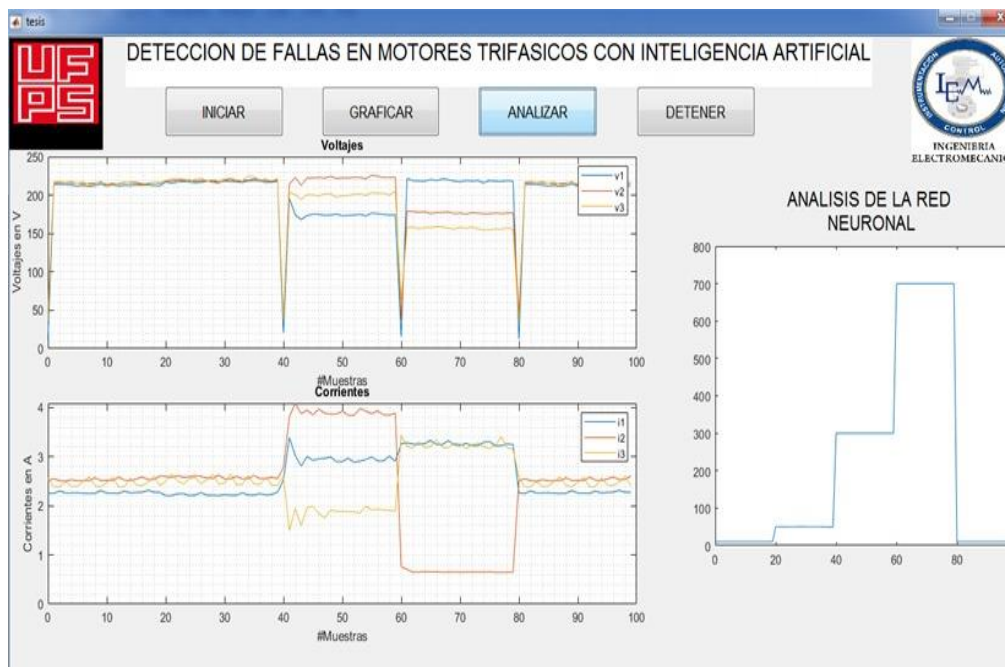 tesis
UF
PS
DETECCION DE FALLAS EN MOTORES TRIFASICOS CON INTELIGENCIA ARTIFICIAL
INICIAR
GRAFICAR
ANALIZAR
DETENER
INSTRUMENTACION
CONTROL
INGENIERIA
ELECTROMECANIC
Voltajes
Voltajes en V
250
200
150
100
50
0
v1
v2
v3
0 10 20 30 40 50 60 70 80 90 100
#Muestras
Corrientes
Corrientes en A
4
3
2
1
0
i1
i2
i3
0 10 20 30 40 50 60 70 80 90 100
#Muestras
ANALISIS DE LA RED
NEURONAL
800
700
600
500
400
300
200
100
0
0 20 40 60 80